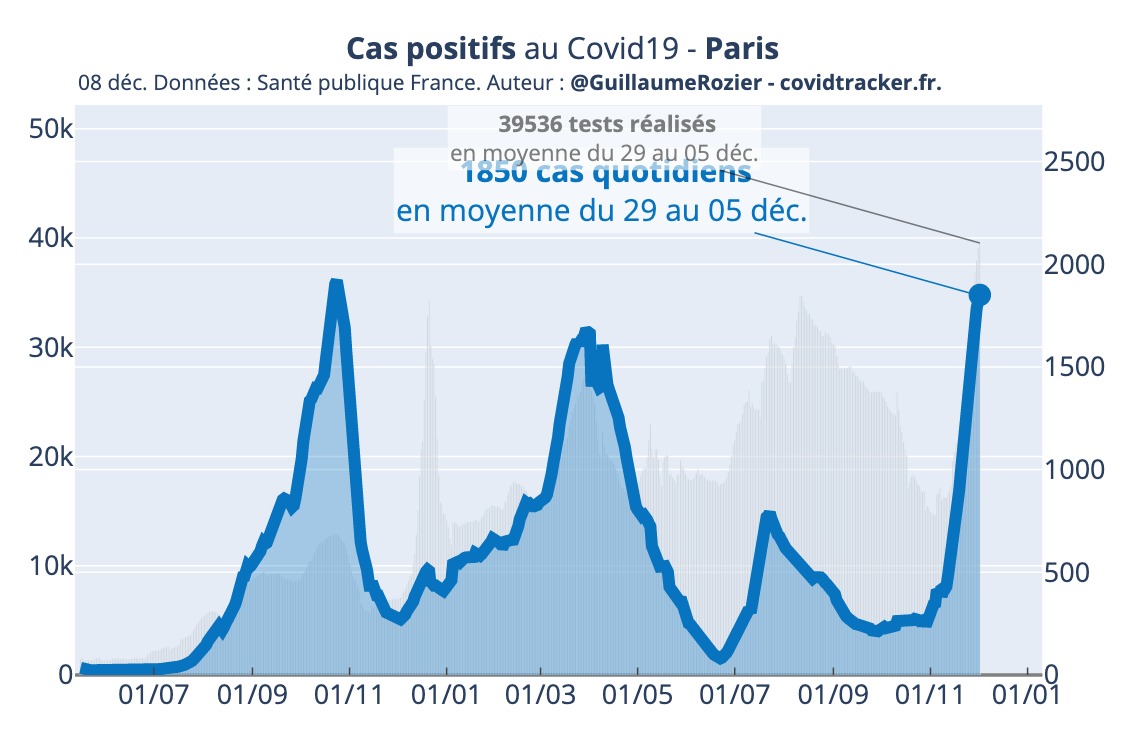 Cas positifs au Covid19 - Paris
08 déc. Données : Santé publique France. Auteur : @GuillaumeRozier - covidtracker.fr.
39536 tests réalisés
en moyenne du 29 au 05 déc.
1850 cas quotidiens
en moyenne du 29 au 05 déc.
50k
40k
30k
20k
10k
0
2500
2000
1500
1000
500
0
01/07 01/09 01/11 01/01 01/03 01/05 01/07 01/09 01/11 01/01